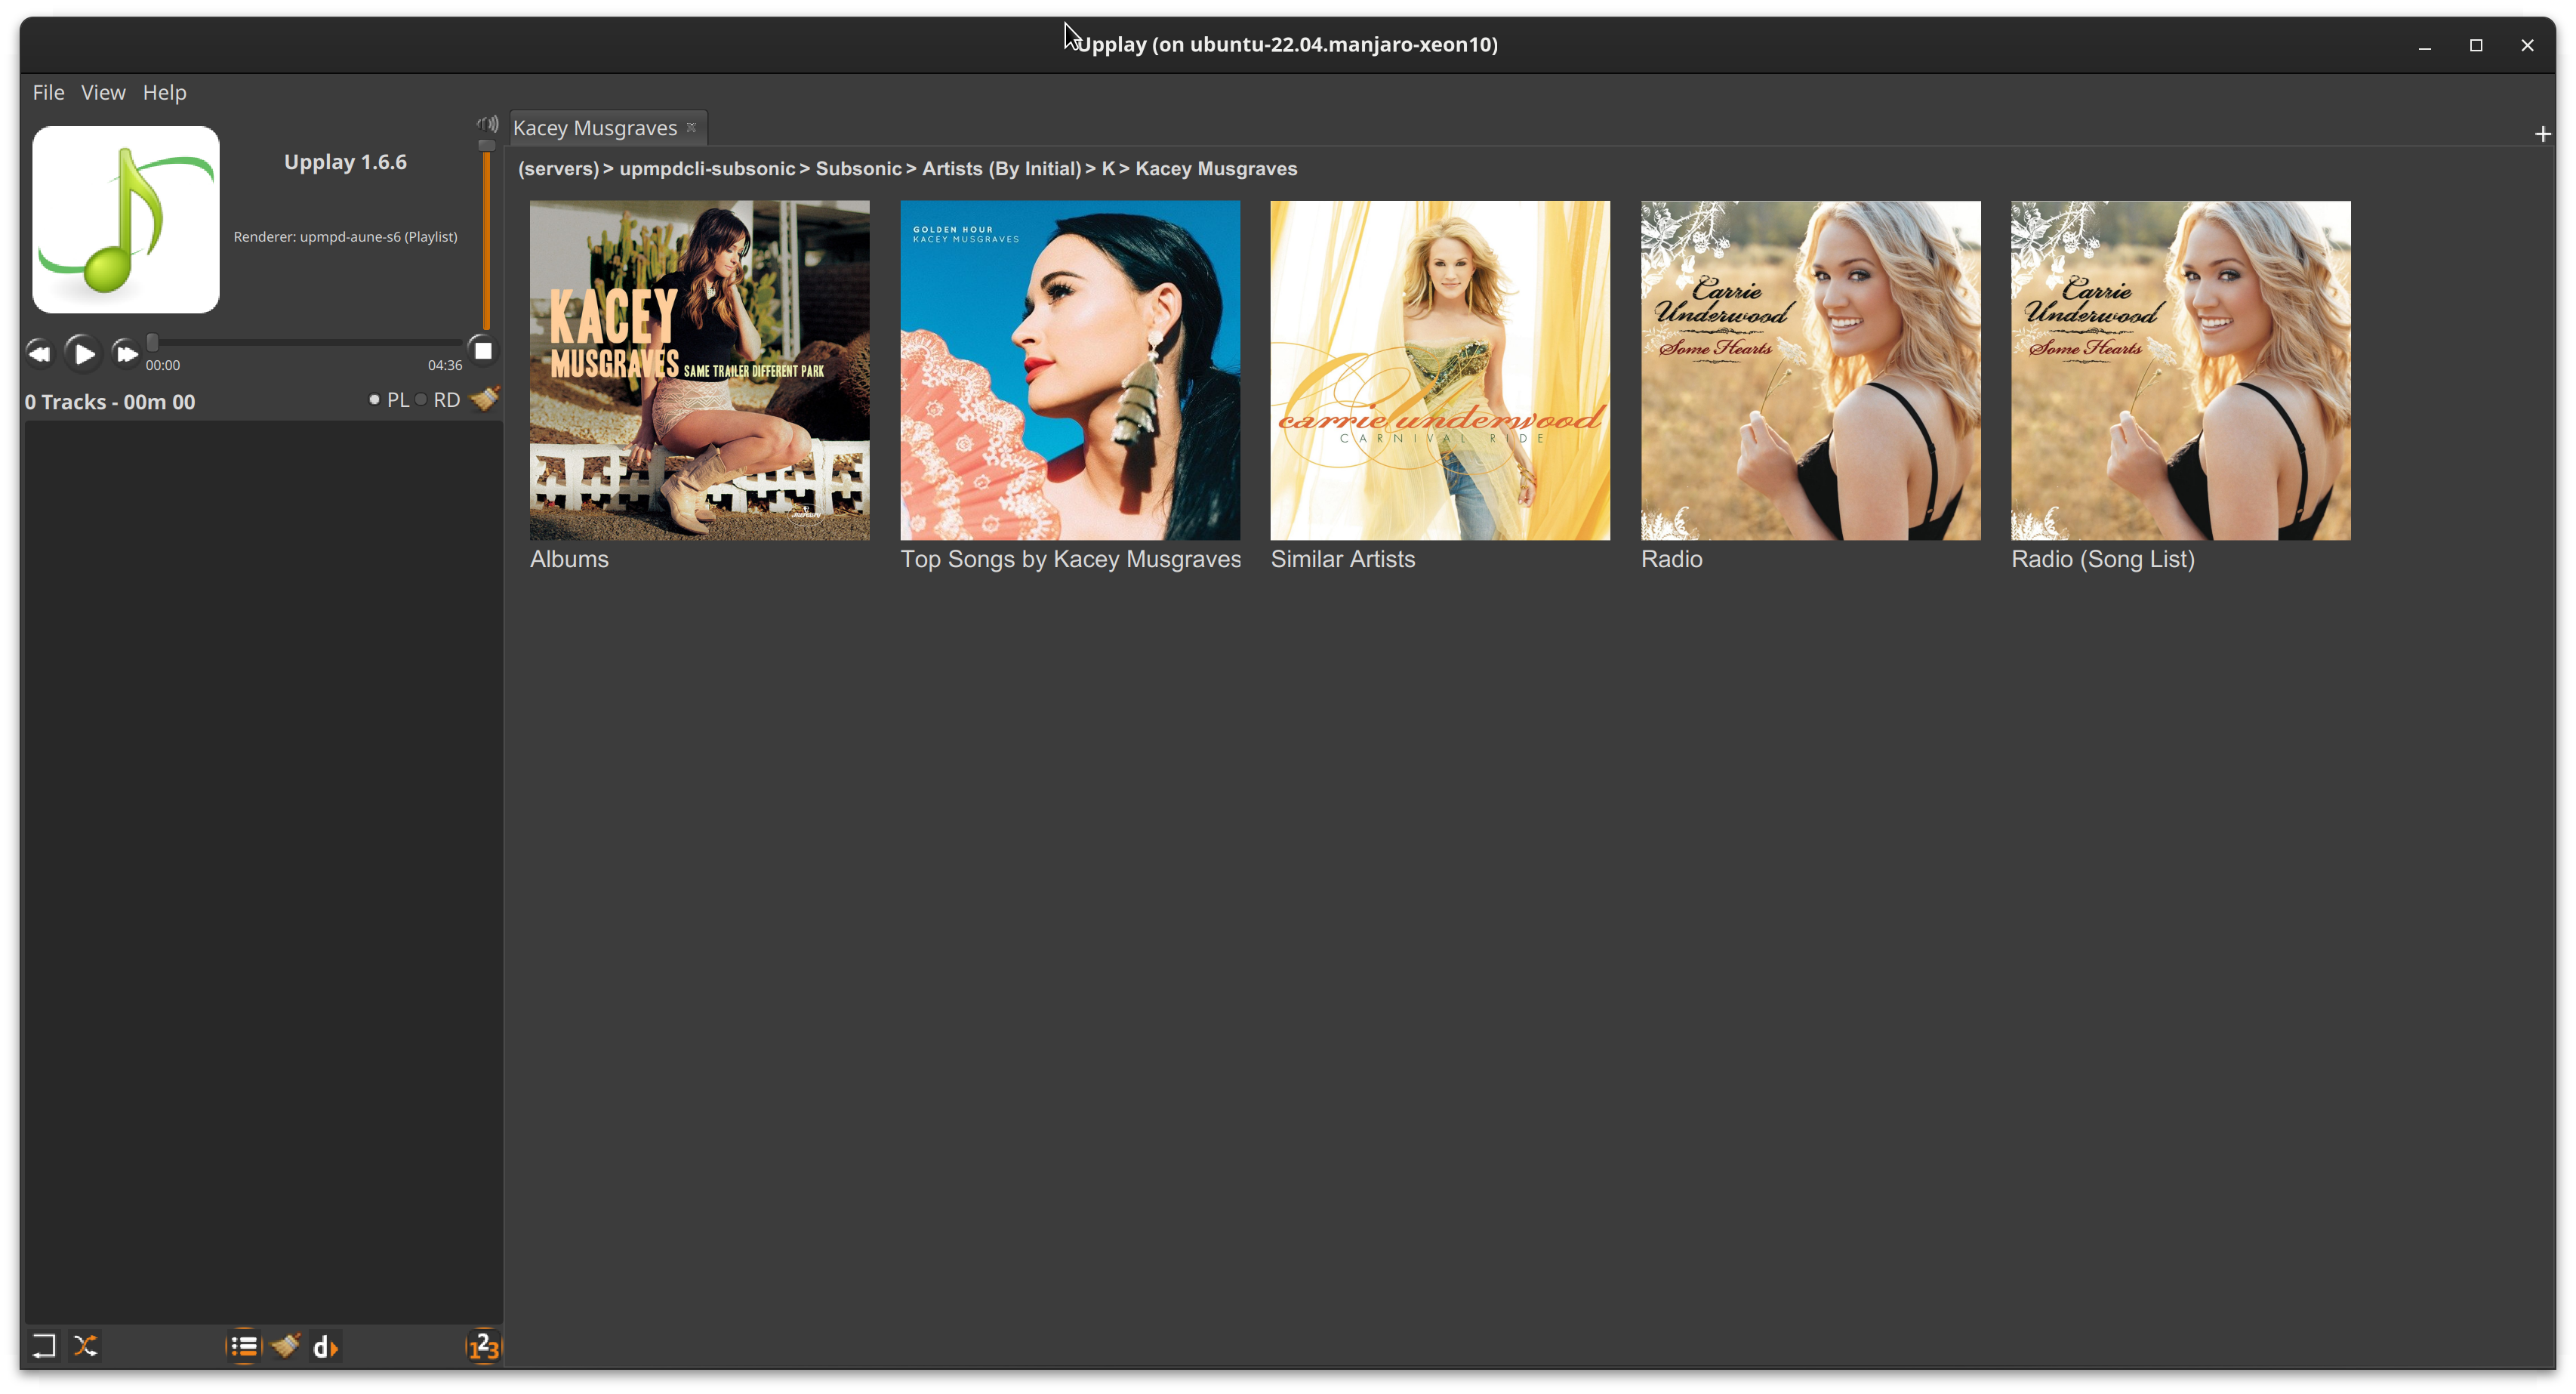 Upplay (on ubuntu-22.04.manjaro-xeon10)
File View Help
Upplay 1.6.6
Renderer: upmpd-aune-s6 (Playlist)
00:00
04:36
0 Tracks - 00m 00
PL RD
Kacey Musgraves
(servers) > upmpdcli-subsonic > Subsonic > Artists (By Initial) > K > Kacey Musgraves
KACEY
MUSGRAVES SAME TRAILER DIFFERENT PARK
Albums
GOLDEN HOUR
KACEY MUSGRAVES
Top Songs by Kacey Musgraves
carrie underwood
CARNIVAL RIDE
Similar Artists
Carrie
Underwood
Some Hearts
Radio
Carrie
Underwood
Some Hearts
Radio (Song List)
d
123